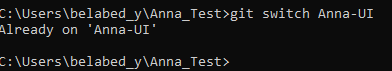 C:\Users\belabed_y\Anna_Test>git switch Anna-UI
Already on 'Anna-UI'
C:\Users\belabed_y\Anna_Test>